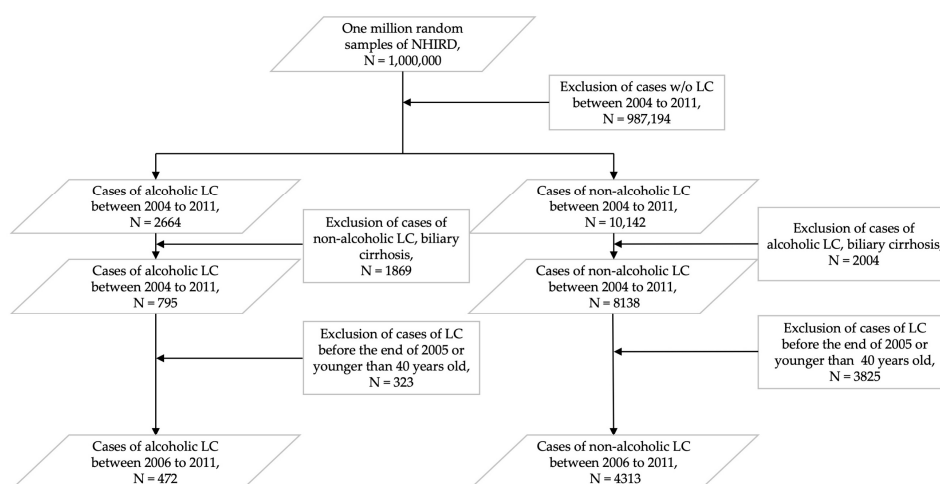 One million random
samples of NHIRD,
N = 1,000,000
Exclusion of cases w/o LC
between 2004 to 2011,
N = 987,194
Cases of alcoholic LC
between 2004 to 2011,
N = 2664
Cases of non-alcoholic LC
between 2004 to 2011,
N = 10,142
Exclusion of cases of
non-alcoholic LC, biliary
cirrhosis,
N = 1869
Exclusion of cases of
alcoholic LC, biliary cirrhosis,
N = 2004
Cases of alcoholic LC
between 2004 to 2011,
N = 795
Cases of non-alcoholic LC
between 2004 to 2011,
N = 8138
Exclusion of cases of LC
before the end of 2005 or
younger than 40 years old,
N = 323
Exclusion of cases of LC
before the end of 2005 or
younger than 40 years old,
N = 3825
Cases of alcoholic LC
between 2006 to 2011,
N = 472
Cases of non-alcoholic LC
between 2006 to 2011,
N = 4313